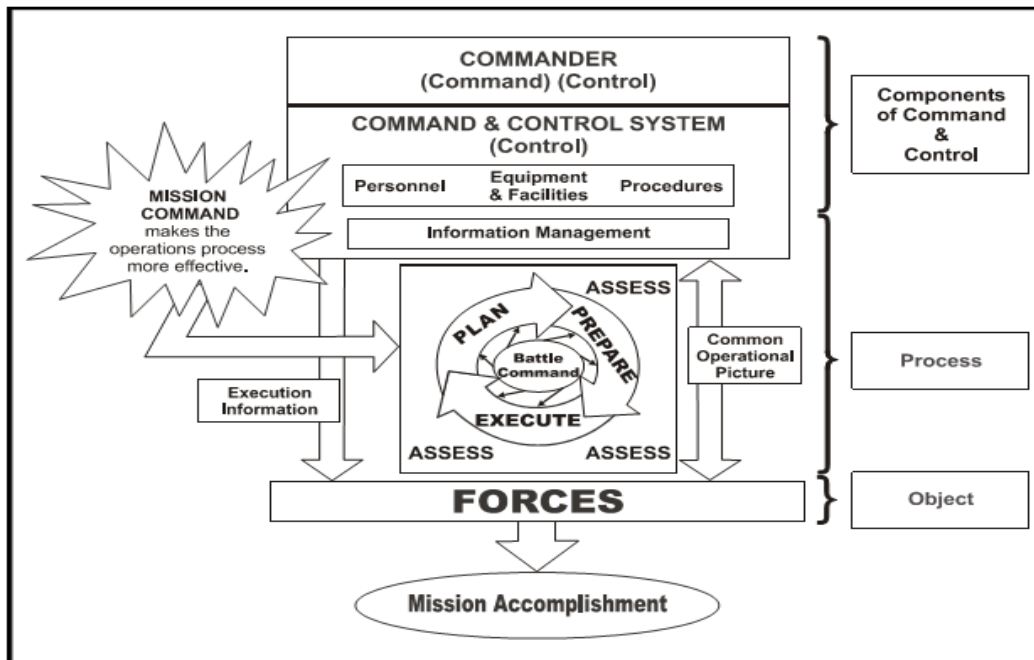 COMMANDER
(Command) (Control)
COMMAND & CONTROL SYSTEM
(Control)
Personnel
Equipment
& Facilities
Procedures
Information Management
Components
of Command
&
Control
MISSION
COMMAND
makes the
operations process
more effective.
ASSESS
PLAN
PREPARE
Battle
Command
EXECUTE
ASSESS
ASSESS
Execution
Information
Common
Operational
Picture
Process
FORCES
Object
Mission Accomplishment